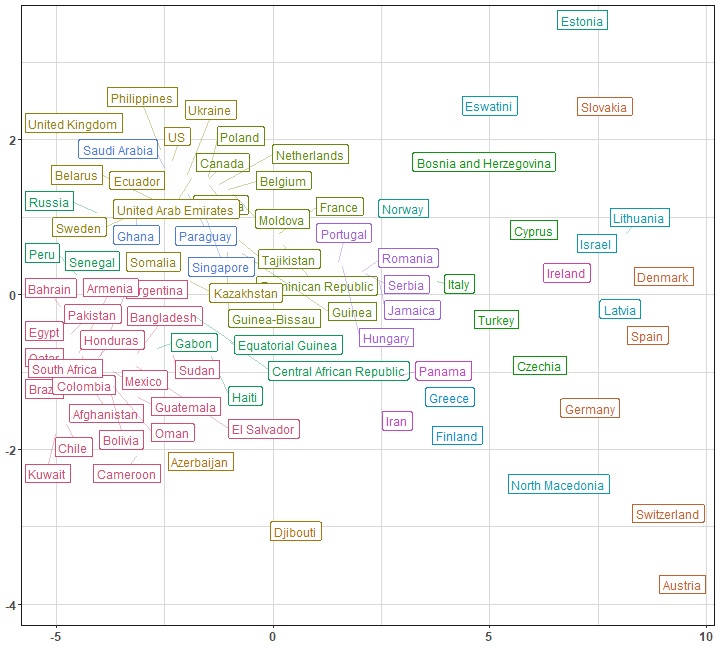 Estonia
Philippines
Eswatini
Slovakia
Ukraine
United Kingdom
US
Poland
2
Saudi Arabia
Netherlands
Canada
Bosnia and Herzegovina
Belarus
Ecuador
Belgium
Russia
United Arab Emirates
France
Norway
Moldova
Lithuania
Sweden
Ghana
Paraguay
Portugal
Cyprus
Israel
Peru
Senegal
Somalia
Singapore
Tajikistan
Romania
Ireland
Denmark
Bahrain
Armenia
rgentina
Kazakhstan
minican Republic
Serbia
Italy
0
Pakistan
Bangladesh
Guinea-Bissau
Guinea
Jamaica
Turkey
Latvia
Egypt
Honduras
Gabon
Equatorial Guinea
Hungary
Spain
South Africa
Sudan
Central African Republic
Panama
Czechia
Braz
Colombia
Mexico
Haiti
Greece
Afghanistan
Guatemala
Iran
Germany
Chile
Bolivia
Oman
El Salvador
Finland
-2
Kuwait
Cameroon
Azerbaijan
North Macedonia
Djibouti
Switzerland
Austria
-4
-5
0
5
10